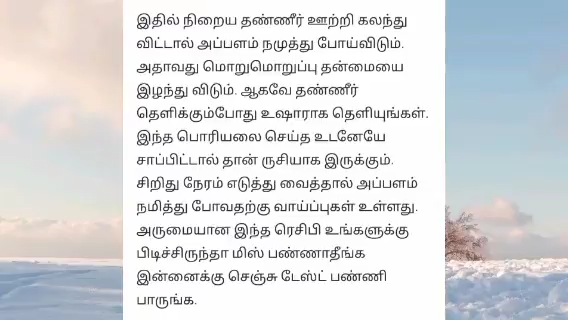 இதில் நிறைய தண்ணீர் ஊற்றி கலந்து
விட்டால் அப்பளம் நமுத்து போய்விடும்.
அதாவது மொறுமொறுப்பு தன்மையை
இழந்து விடும். ஆகவே தண்ணீர்
தெளிக்கும்போது உஷாராக தெளியுங்கள்.
இந்த பொரியலை செய்த உடனேயே
சாப்பிட்டால் தான் ருசியாக இருக்கும்.
சிறிது நேரம் எடுத்து வைத்தால் அப்பளம்
நமித்து போவதற்கு வாய்ப்புகள் உள்ளது.
அருமையான இந்த ரெசிபி உங்களுக்கு
பிடிச்சிருந்தா மிஸ் பண்ணாதீங்க
இன்னைக்கு செஞ்சு டேஸ்ட் பண்ணி
பாருங்க.